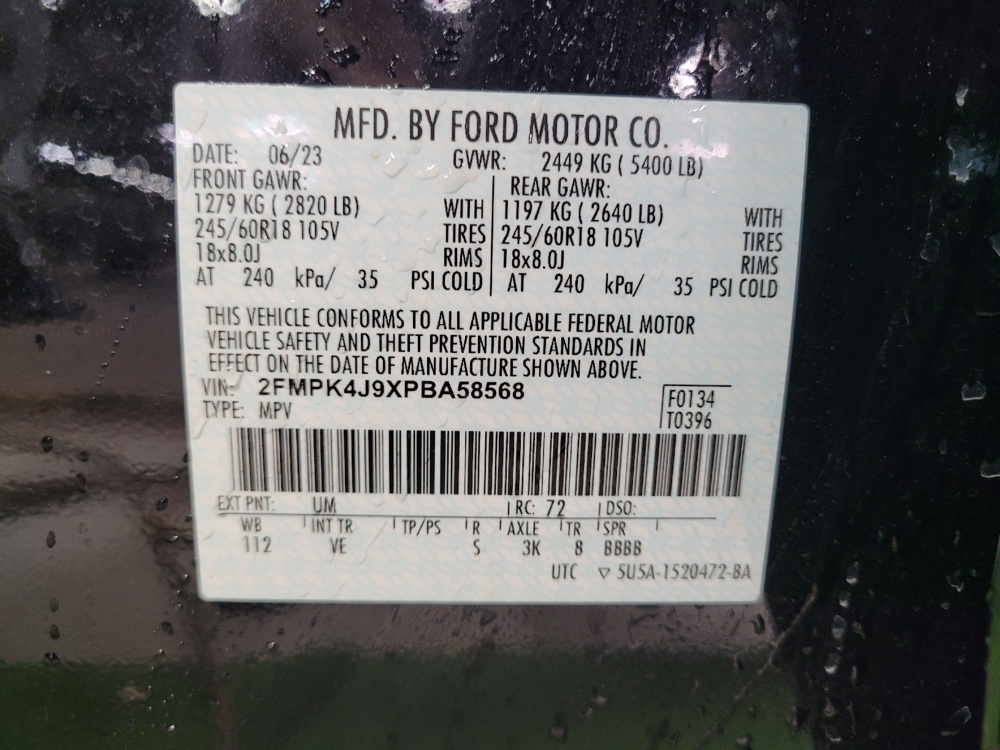 MFD. BY FORD MOTOR CO.
DATE: 06/23 GVWR: 2449 KG ( 5400 LB)
FRONT GAWR: REAR GAWR:
1279 KG ( 2820 LB) WITH 1197 KG ( 2640 LB) WITH
245/60R18 105V TIRES 245/60R18 105V TIRES
18x8.0J RIMS 18x8.0J RIMS
AT 240 kPa/ 35 PSI COLD AT 240 kPa/ 35 PSI COLD
THIS VEHICLE CONFORMS TO ALL APPLICABLE FEDERAL MOTOR
VEHICLE SAFETY AND THEFT PREVENTION STANDARDS IN
EFFECT ON THE DATE OF MANUFACTURE SHOWN ABOVE.
VIN: 2FMPK4J9XPBA58568
F0134
TYPE: MPV
T0396
EXT PNT: UM RC: 72 DSO:
WB INT TR TP/PS R AXLE TR SPR
112 VE S 3K 8 BBBB
UTC ▽ 5U5A-1520472-BA